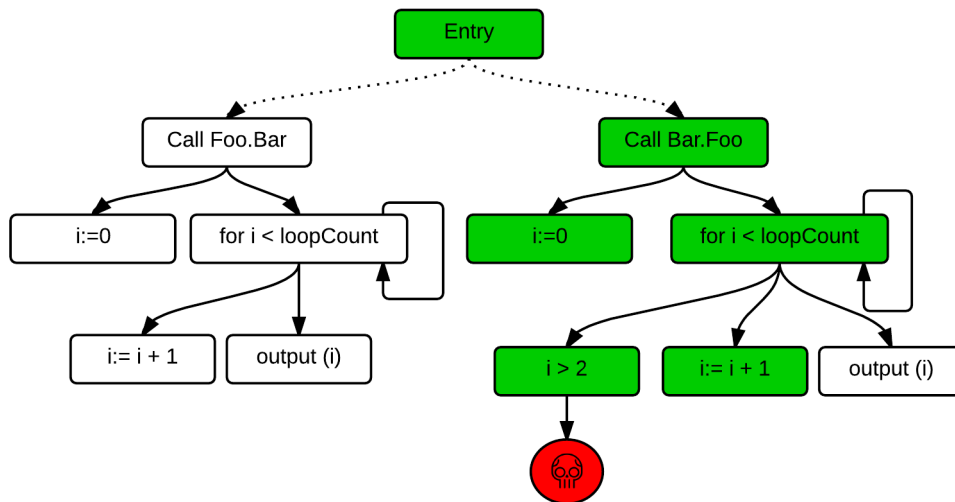 Entry
Call Foo.Bar
Call Bar.Foo
i:=0
for i < loopCount
i:=0
for i < loopCount
i:= i + 1
output (i)
i > 2
i:= i + 1
output (i)